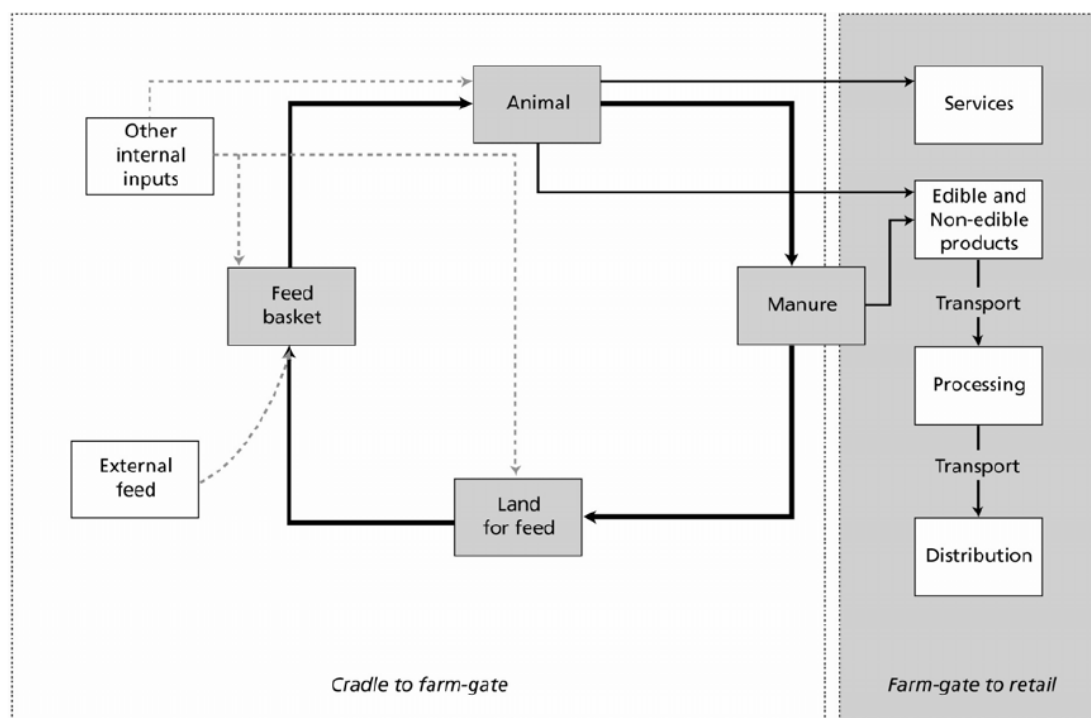 Animal
Services
Other
internal
inputs
Edible and
Non-edible
products
Feed
basket
Manure
Transport
Processing
External
feed
Transport
Land
for feed
Distribution
Cradle to farm-gate
Farm-gate to retail